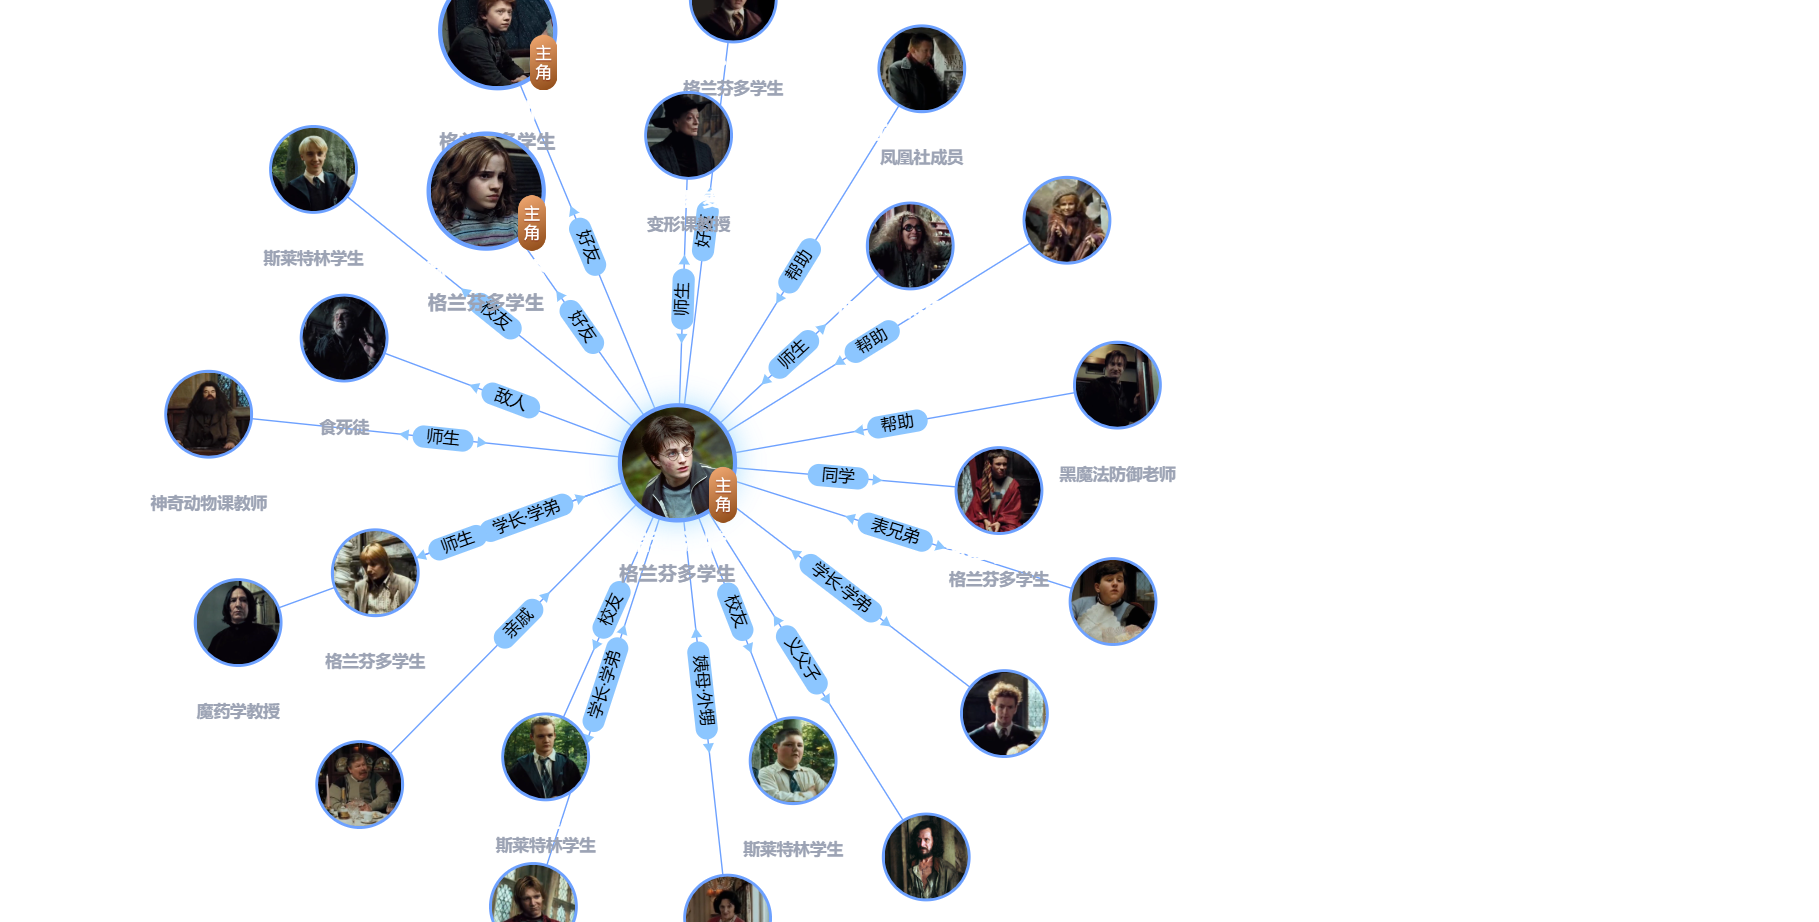 主角
格兰芬多学生
格兰芬多学生
凤凰社成员
变形课教授
主角
斯莱特林学生
格兰芬多学生
好友
好友
师生
帮助
师生
帮助
校友
好友
敌人
食死徒
师生
帮助
同学
黑魔法防御老师
主角
神奇动物课教师
师生
学长·学弟
表兄弟
格兰芬多学生
格兰芬多学生
学长·学弟
亲戚
校友
校友
格兰芬多学生
魔药学教授
学长·学弟
姨母·外甥
义父子
斯莱特林学生
斯莱特林学生